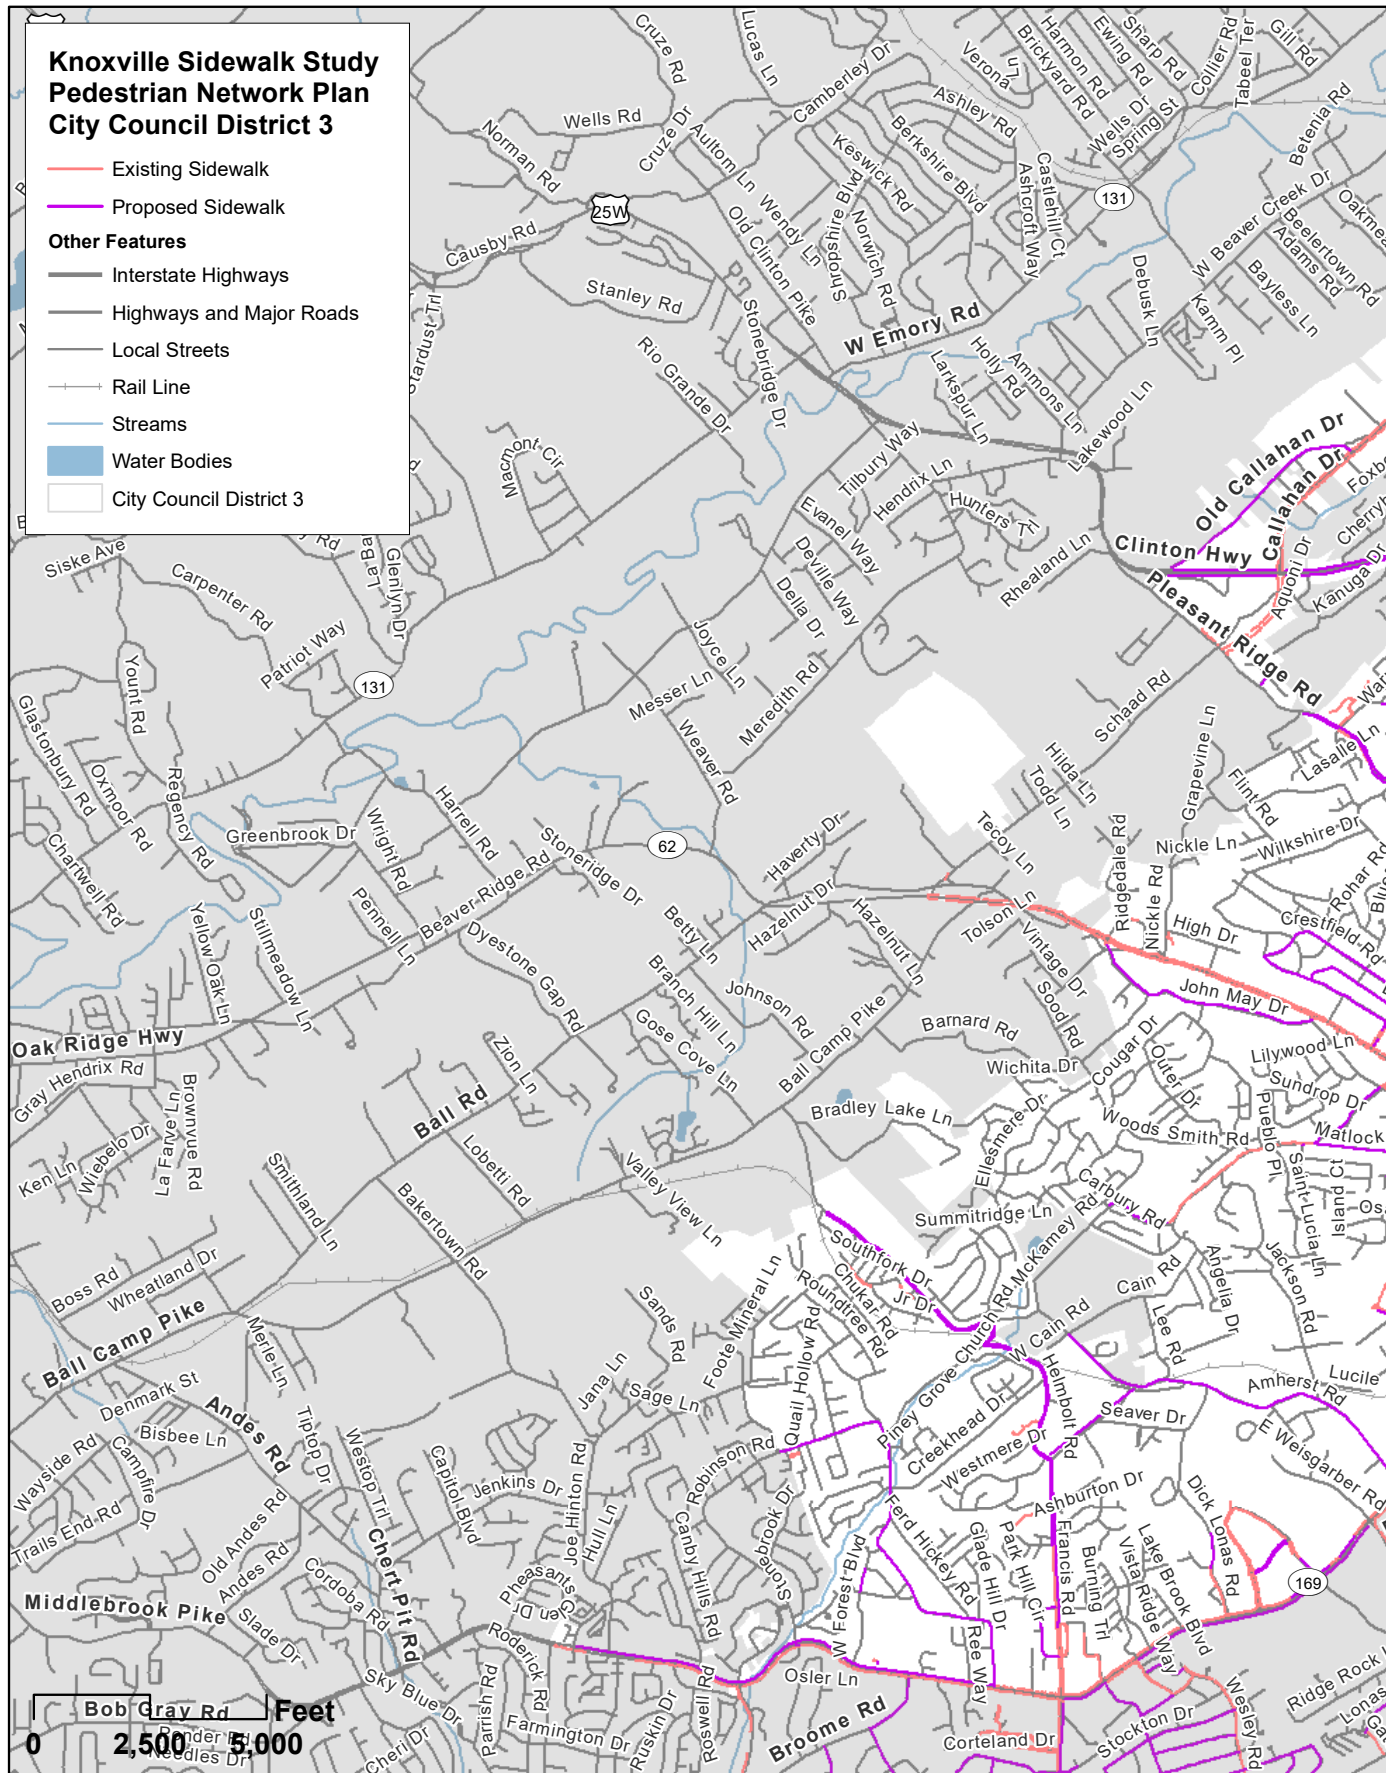 Knoxville Sidewalk Study
Pedestrian Network Plan
City Council District 3
Existing Sidewalk
Proposed Sidewalk
Other Features
Interstate Highways
Highways and Major Roads
Local Streets
Rail Line
Streams
Water Bodies
City Council District 3
Cruze Rd
Lucas Ln
Camberley Dr
Verona Ln
Brickyard Rd
Harmon Rd
Ewing Rd
Sharp Rd
Collier Rd
Tabeel Ter
Gill Rd
Wells Rd
Cruze Dr
Aultom Ln
Ashley Rd
Wells Dr
Spring St
Betenia Rd
Norman Rd
Keswick Rd
Berkshire Blvd
Castlehill Ct
Ashcroft Way
131
25W
Wendy Ln
Old Clinton Pike
Shropshire Blvd
Norwich Rd
W Beaver Creek Dr
Beelertown Rd
Adams Rd
Bayless Ln
Causby Rd
Stanley Rd
Stonebridge Dr
Debusk Ln
Kamm Pl
Stardust Trl
Rio Grande Dr
W Emory Rd
Larkspur Ln
Holly Rd
Ammons Ln
Lakewood Ln
Macmont Cir
Tilbury Way
Hendrix Ln
Hunters Trl
Old Callahan Dr
Callahan Dr
Evanel Way
Deville Way
Della Dr
Rhealand Ln
Clinton Hwy
Aquoni Dr
Kanuga Dr
Siske Ave
Carpenter Rd
Glenlyn Dr
Patriot Way
Pleasant Ridge Rd
Joyce Ln
Messer Ln
Meredith Rd
Weaver Rd
131
Yount Rd
Glastonbury Rd
Oxmoor Rd
Regency Rd
Schaad Rd
Hilda Ln
Todd Ln
Grapevine Ln
Flint Rd
Lasalle Ln
Chartwell Rd
Greenbrook Dr
Wright Rd
Harrell Rd
Stoneridge Dr
62
Haverty Dr
Tecoy Ln
Ridgedale Rd
Nickle Ln
Nickle Rd
Wilkshire Dr
Rohar Rd
Beaver Ridge Rd
Pennell Ln
Yellow Oak Ln
Stillmeadow Ln
Dyestone Gap Rd
Betty Ln
Hazelnut Dr
Hazelnut Ln
Tolson Ln
Vintage Dr
High Dr
Crestfield Rd
Branch Hill Ln
Johnson Rd
Sood Rd
John May Dr
Oak Ridge Hwy
Gray Hendrix Rd
Gose Cove Ln
Ball Camp Pike
Barnard Rd
Wichita Dr
Cougar Dr
Outer Dr
Lilywood Ln
Sundrop Dr
Zion Ln
Ball Rd
Bradley Lake Ln
Ellesmere Dr
Woods Smith Rd
Pueblo Pl
Matlock
Ken Ln
Wiebelo Dr
La Farve Ln
Brownvue Rd
Smithland Ln
Lobetti Rd
Valley View Ln
Carbury Rd
Saint Lucia Ln
Island Ct
Bakertown Rd
Summitridge Ln
McKamey Rd
Southfork Dr
Cain Rd
Angelia Dr
Jackson Rd
Boss Rd
Wheatland Dr
Ball Camp Pike
Chukar Rd
Jr Dr
Roundtree Rd
Sands Rd
Foote Mineral Ln
Quail Hollow Rd
W Cain Rd
Lee Rd
Merle Ln
Denmark St
Andes Rd
Jana Ln
Sage Ln
Piney Grove Church Rd
Helmbolt Rd
Lucile
Amherst Rd
Bisbee Ln
Tiptop Dr
Westop Trl
Capitol Blvd
Robinson Rd
Creekhead Dr
Seaver Dr
E Weisgarber Rd
Wayside Rd
Campfire Dr
Jenkins Dr
Joe Hinton Rd
Westmere Dr
Trails End Rd
Old Andes Rd
Andes Rd
Hull Ln
Canby Hills Rd
Stonebrook Dr
Ferd Hickey Rd
Ashburton Dr
Dick Lonas Rd
Chert Pit Rd
Cordoba Rd
Pheasants Glen Dr
W Forest Blvd
Glade Hill Dr
Park Hill Cir
Francis Rd
Burning Trl
Vista Ridge Way
Lake Brook Blvd
169
Middlebrook Pike
Slade Dr
Roderick Rd
Sky Blue Dr
Parrish Rd
Farmington Dr
Ruskin Dr
Roswell Rd
Osler Ln
Broome Rd
Ree Way
Corteland Dr
Stockton Dr
Wesley Rd
Bob Gray Rd
Needles Dr
Cheri Dr
Feet
0 2,500 5,000